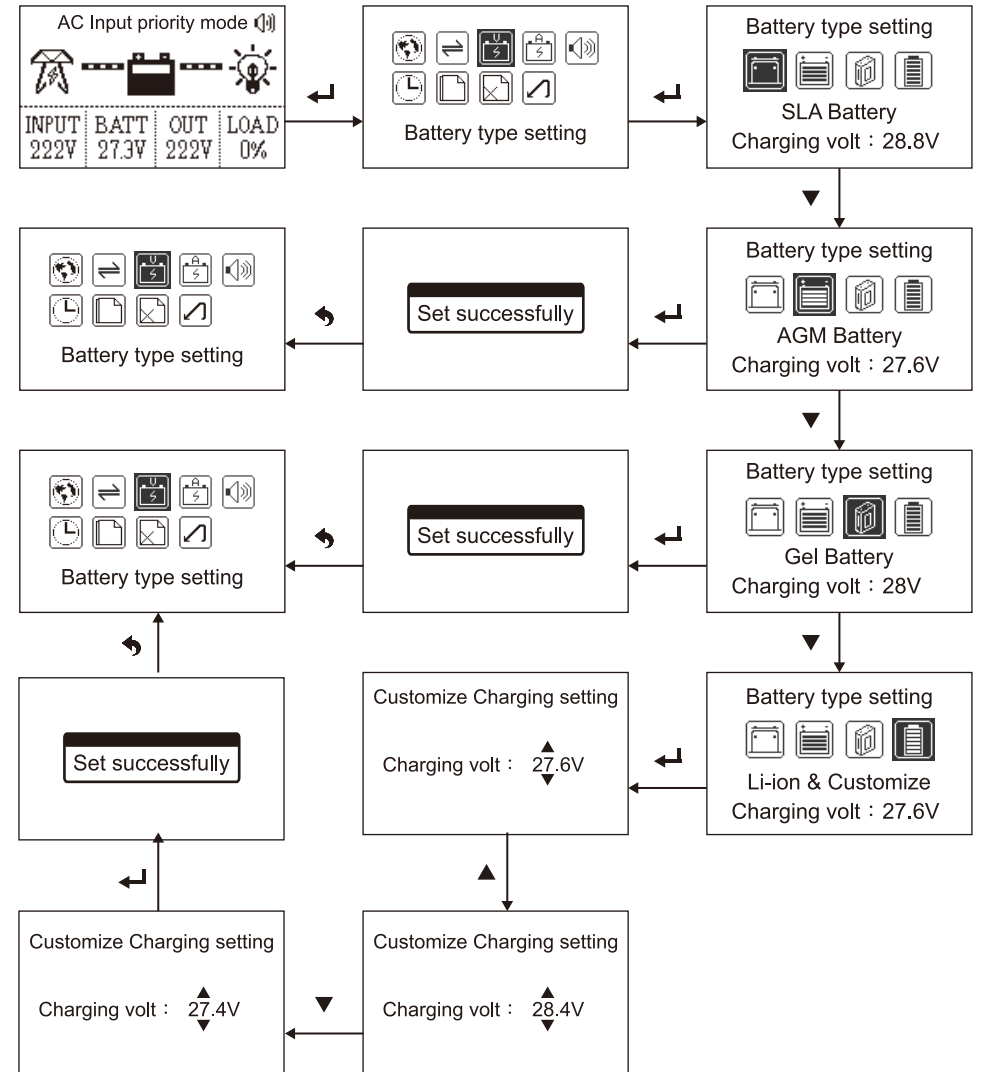 AC Input priority mode
INPUT BATT OUT LOAD
222V 27.3V 222V 0%
Battery type setting
Battery type setting
SLA Battery
Charging volt：28.8V
Battery type setting
Set successfully
Battery type setting
AGM Battery
Charging volt：27.6V
Battery type setting
Set successfully
Battery type setting
Gel Battery
Charging volt：28V
Set successfully
Customize Charging setting
Charging volt： 27.6V
Battery type setting
Li-ion & Customize
Charging volt：27.6V
Customize Charging setting
Charging volt： 27.4V
Customize Charging setting
Charging volt： 28.4V